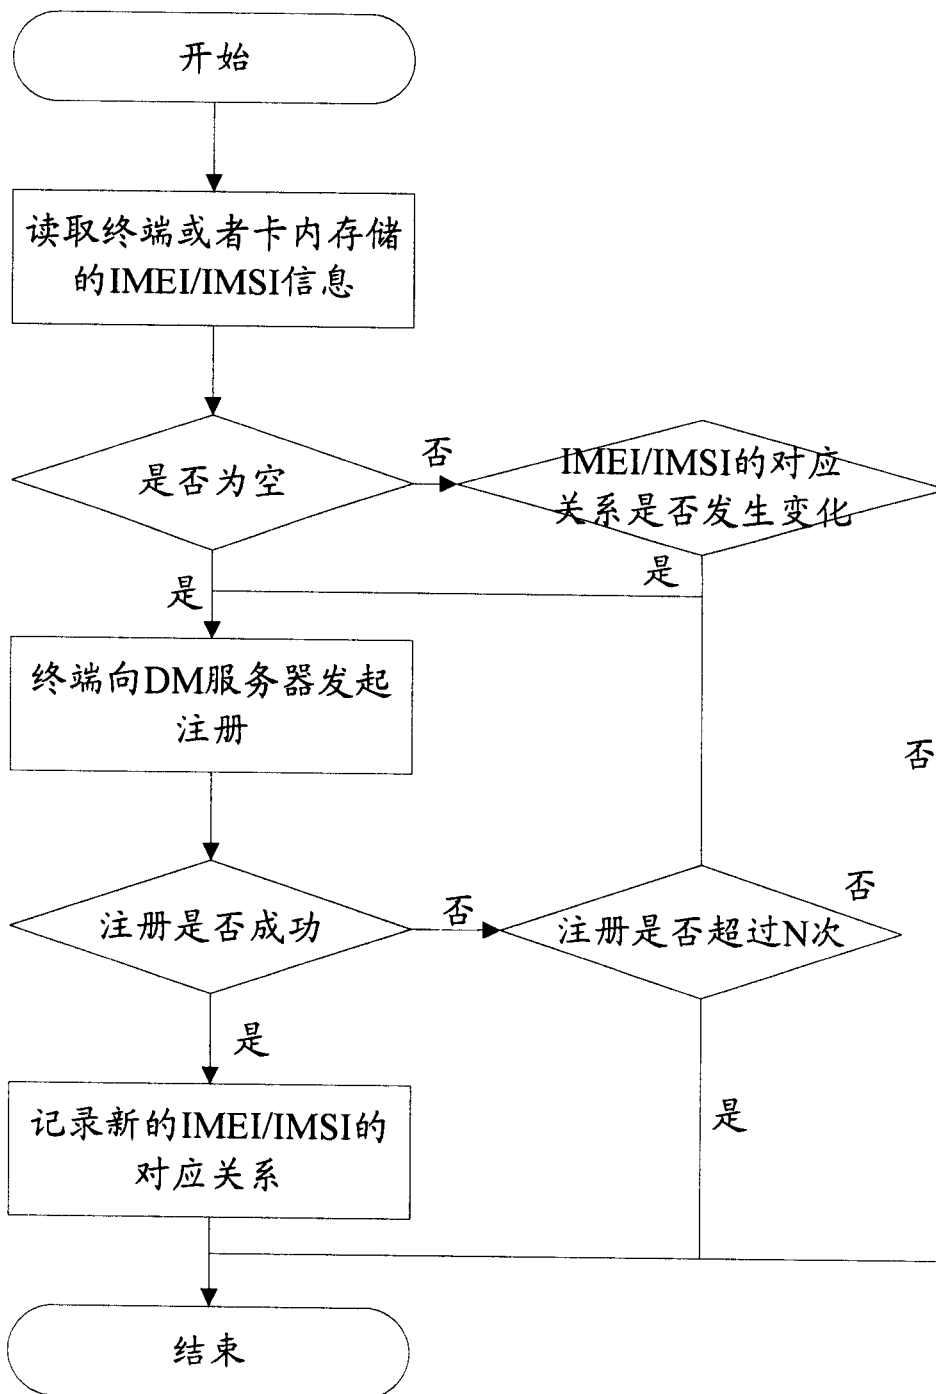 开始
读取终端或者卡内存储
的IMEI/IMSI信息
是否为空
否
IMEI/IMSI的对应
关系是否发生变化
是
是
终端向DM服务器发起
注册
否
注册是否成功
否
注册是否超过N次
否
是
记录新的IMEI/IMSI的
对应关系
是
结束